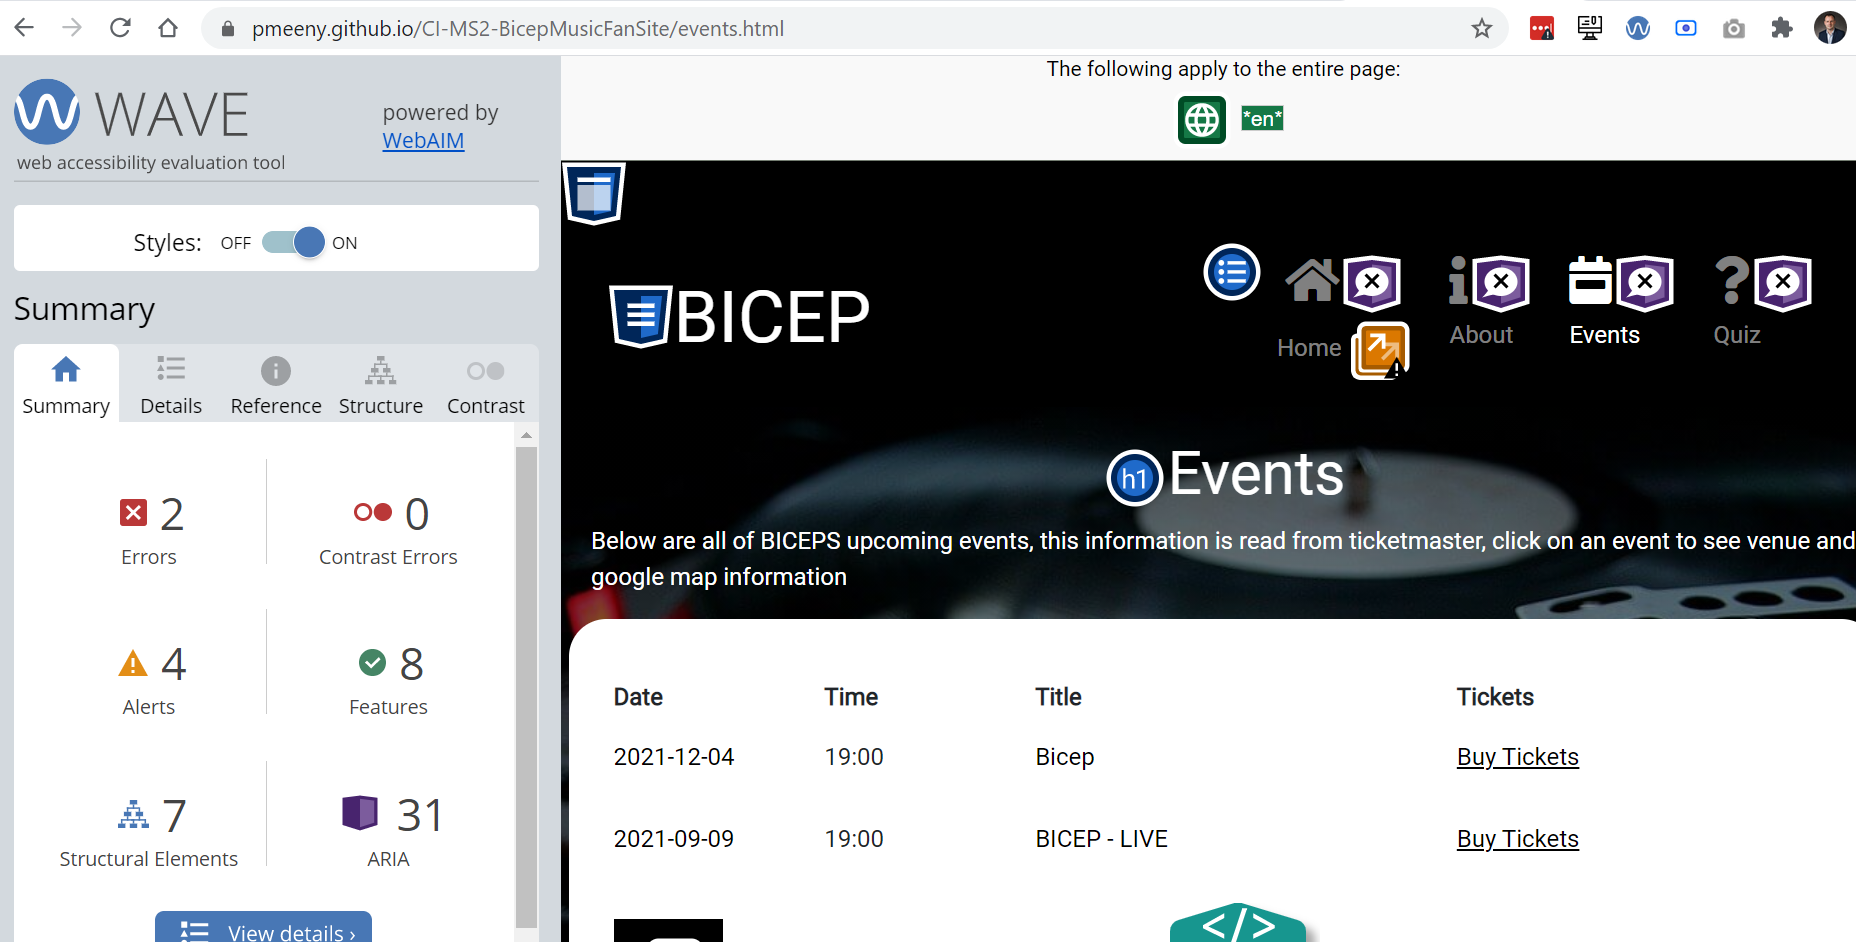 pmeeny.github.io/CI-MS2-BicepMusicFanSite/events.html
WAVE
web accessibility evaluation tool
powered by
WebAIM
Styles: OFF ON
Summary
Summary Details Reference Structure Contrast
2
Errors
0
Contrast Errors
4
Alerts
8
Features
7
Structural Elements
31
ARIA
View details ›
The following apply to the entire page:
*en*
BICEP
Home
About
Events
Quiz
h1 Events
Below are all of BICEPS upcoming events, this information is read from ticketmaster, click on an event to see venue and
google map information
Date Time Title Tickets
2021-12-04 19:00 Bicep Buy Tickets
2021-09-09 19:00 BICEP - LIVE Buy Tickets
</>